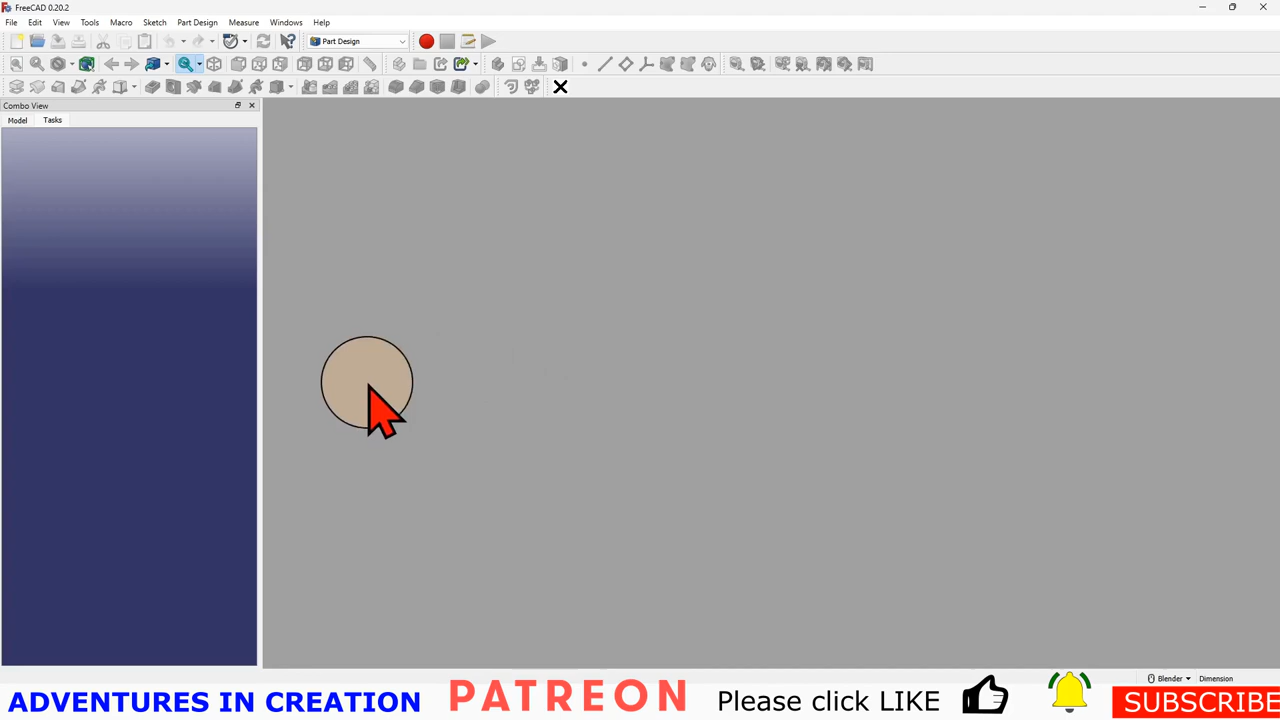 FreeCAD 0.20.2
File Edit View Tools Macro Sketch Part Design Measure Windows Help
Part Design
Combo View
Model Tasks
Blender Dimension
ADVENTURES IN CREATION PATREON Please click LIKE SUBSCRIBE